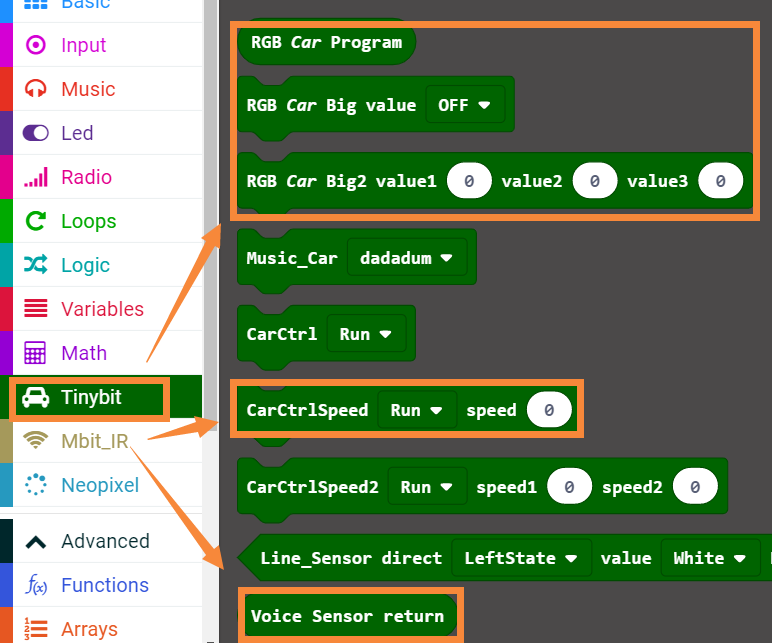 Basic
Input
Music
Led
Radio
Loops
Logic
Variables
Math
Tinybit
Mbit_IR
Neopixel
Advanced
Functions
Arrays
RGB Car Program
RGB Car Big value OFF
RGB Car Big2 value1 0 value2 0 value3 0
Music_Car dadadum
CarCtrl Run
CarCtrlSpeed Run speed 0
CarCtrlSpeed2 Run speed1 0 speed2 0
Line_Sensor direct LeftState value White
Voice Sensor return